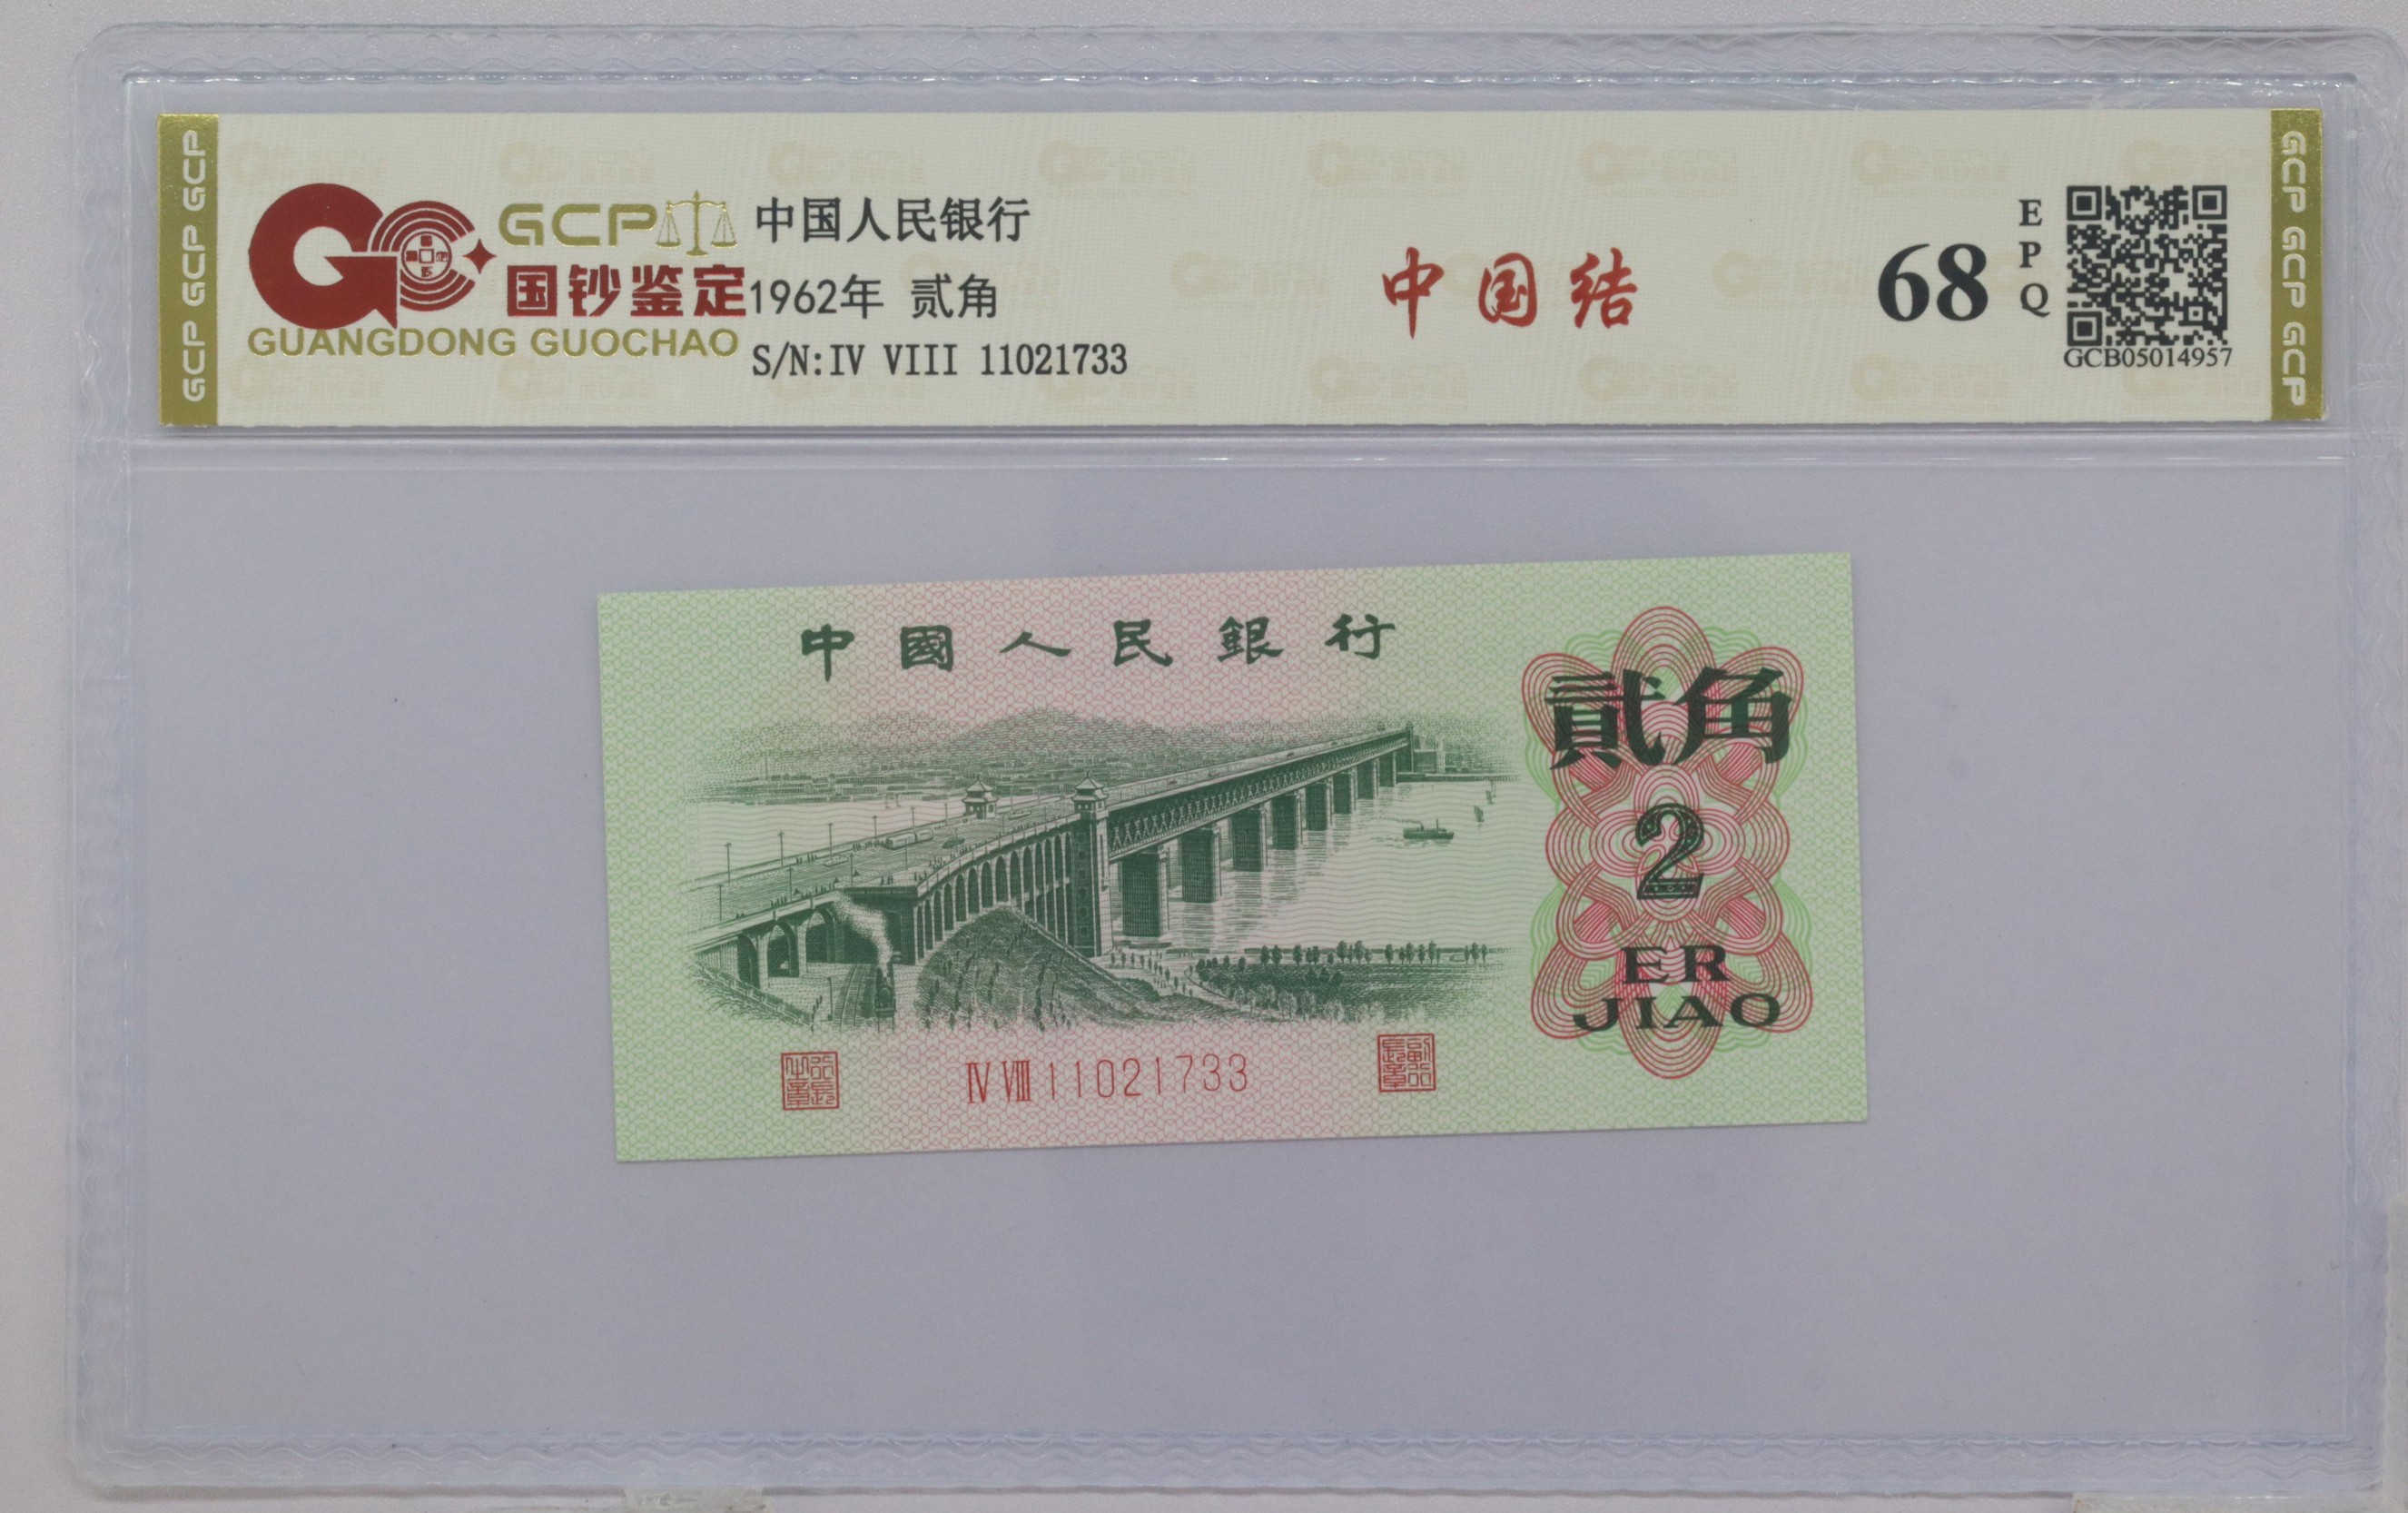 GCP GCP GCP
GCP
国钞鉴定
GUANGDONG GUOCHAO
中国人民银行
1962年 贰角
S/N:IV VIII 11021733
中国结
68
EPQ
GCB05014957
GCP GCP GCP
中國人民銀行
貳角
2
ER
JIAO
IV VIII 11021733